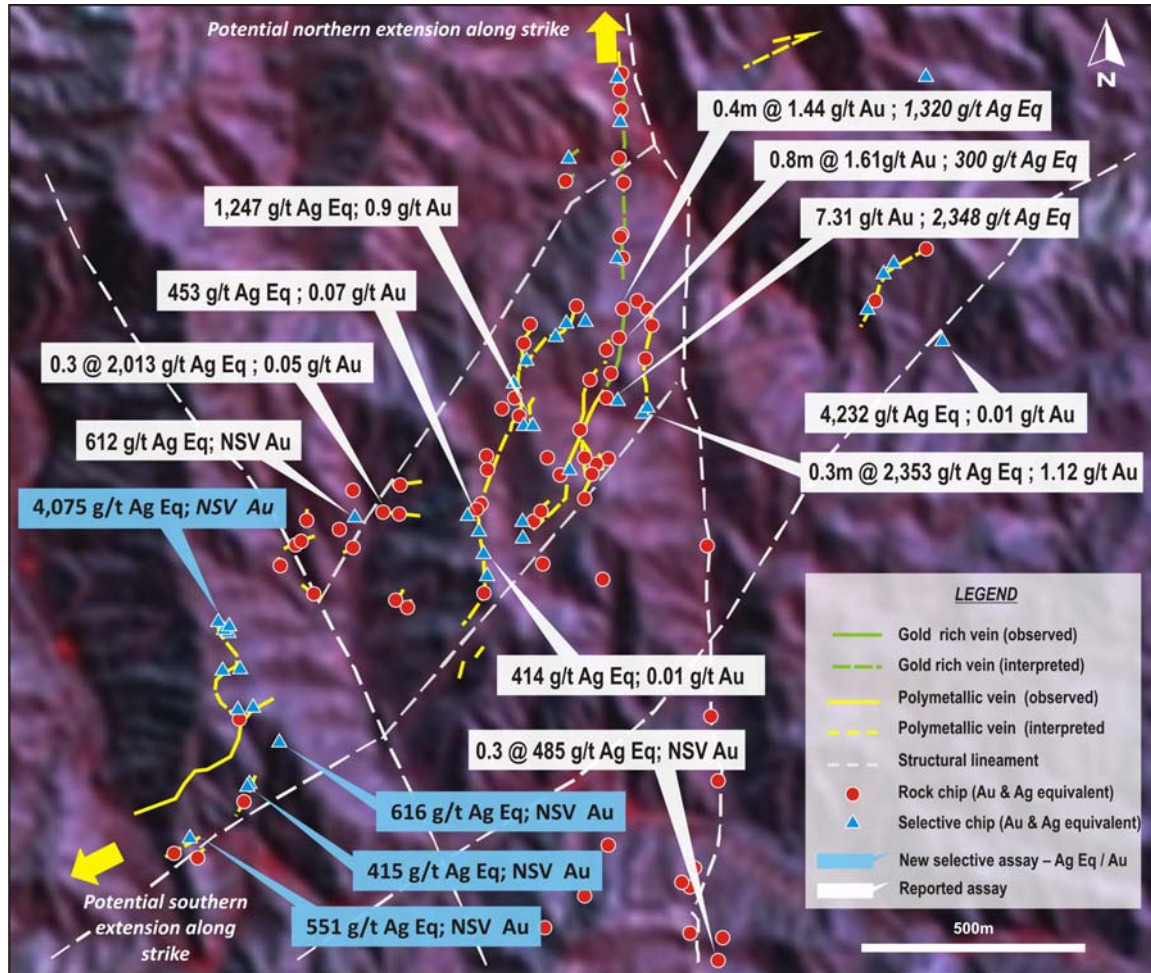 Potential northern extension along strike
N
0.4m @ 1.44 g/t Au ; 1,320 g/t Ag Eq
0.8m @ 1.61g/t Au ; 300 g/t Ag Eq
1,247 g/t Ag Eq; 0.9 g/t Au
7.31 g/t Au ; 2,348 g/t Ag Eq
453 g/t Ag Eq ; 0.07 g/t Au
0.3 @ 2,013 g/t Ag Eq ; 0.05 g/t Au
4,232 g/t Ag Eq ; 0.01 g/t Au
612 g/t Ag Eq; NSV Au
0.3m @ 2,353 g/t Ag Eq ; 1.12 g/t Au
4,075 g/t Ag Eq; NSV Au
414 g/t Ag Eq; 0.01 g/t Au
0.3 @ 485 g/t Ag Eq; NSV Au
616 g/t Ag Eq; NSV Au
415 g/t Ag Eq; NSV Au
551 g/t Ag Eq; NSV Au
Potential southern
extension along
strike
LEGEND
Gold rich vein (observed)
Gold rich vein (interpreted)
Polymetallic vein (observed)
Polymetallic vein (interpreted
Structural lineament
Rock chip (Au & Ag equivalent)
Selective chip (Au & Ag equivalent)
New selective assay – Ag Eq / Au
Reported assay
500m